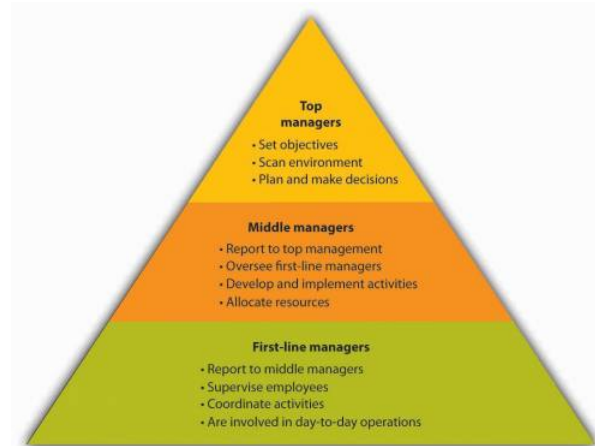 Top
managers
• Set objectives
• Scan environment
• Plan and make decisions
Middle managers
• Report to top management
• Oversee first-line managers
• Develop and implement activities
• Allocate resources
First-line managers
• Report to middle managers
• Supervise employees
• Coordinate activities
• Are involved in day-to-day operations